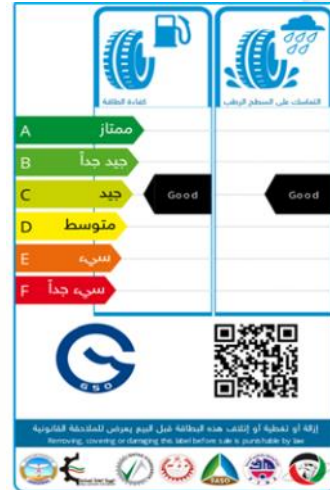 كفاءة الطاقة
التماسك على السطح الرطب
A ممتاز
B جيد جداً
C جيد Good Good
D متوسط
E سيء
F سيء جداً
GSO
إزالة أو تغطية أو إتلاف هذه البطاقة قبل البيع يعرض للملاحقة القانونية
Removing, covering or damaging this label before sale is punishable by law
SASO